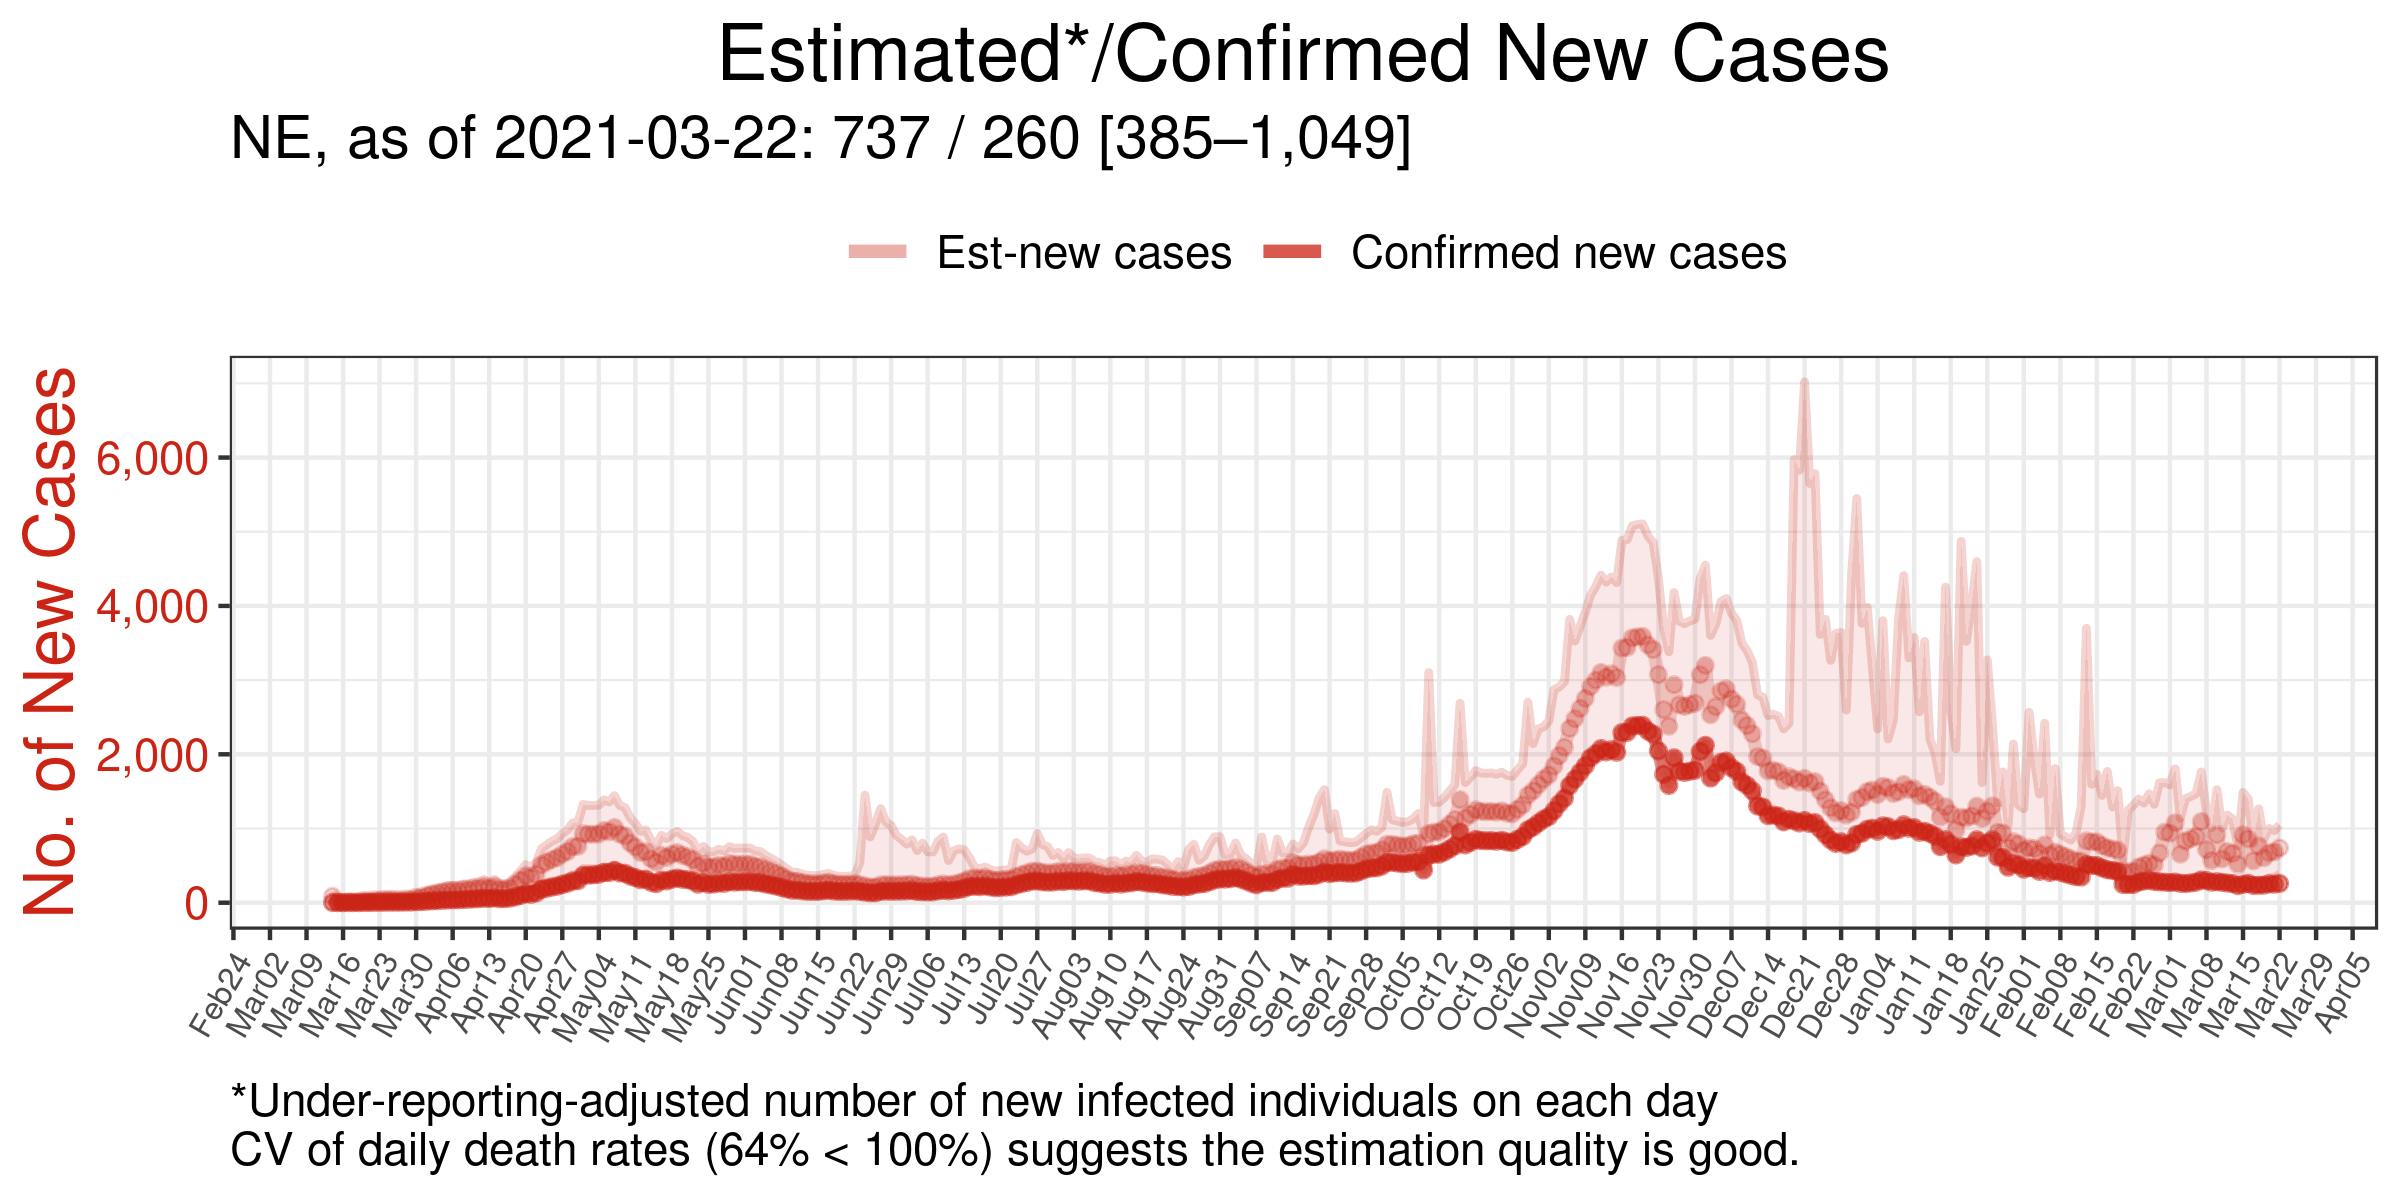 Estimated*/Confirmed New Cases
NE, as of 2021-03-22: 737 / 260 [385–1,049]
Est-new cases Confirmed new cases
No. of New Cases
6,000
4,000
2,000
0
Feb24 Mar02 Mar09 Mar16 Mar23 Mar30 Apr06 Apr13 Apr20 Apr27 May04 May11 May18 May25 Jun01 Jun08 Jun15 Jun22 Jun29 Jul06 Jul13 Jul20 Jul27 Aug03 Aug10 Aug17 Aug24 Aug31 Sep07 Sep14 Sep21 Sep28 Oct05 Oct12 Oct19 Oct26 Nov02 Nov09 Nov16 Nov23 Nov30 Dec07 Dec14 Dec21 Dec28 Jan04 Jan11 Jan18 Jan25 Feb01 Feb08 Feb15 Feb22 Mar01 Mar08 Mar15 Mar22 Mar29 Apr05
*Under-reporting-adjusted number of new infected individuals on each day
CV of daily death rates (64% < 100%) suggests the estimation quality is good.